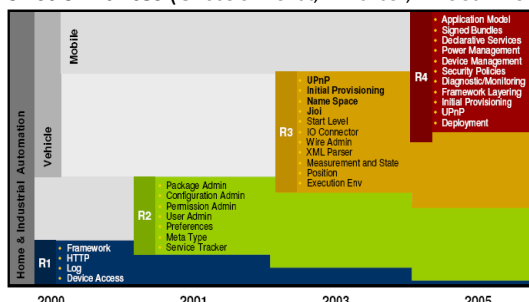 Mobile
Vehicle
Home & Industrial Automation
R4
Application Model
Signed Bundles
Declarative Services
Power Management
Device Management
Security Policies
Diagnostic/Monitoring
Framework Layering
Initial Provisioning
UPnP
Deployment
R3
UPnP
Initial Provisioning
Name Space
Jini
Start Level
IO Connector
Wire Admin
XML Parser
Measurement and State
Position
Execution Env
R2
Package Admin
Configuration Admin
Permission Admin
User Admin
Preferences
Meta Type
Service Tracker
R1
Framework
HTTP
Log
Device Access
2000
2001
2003
2005